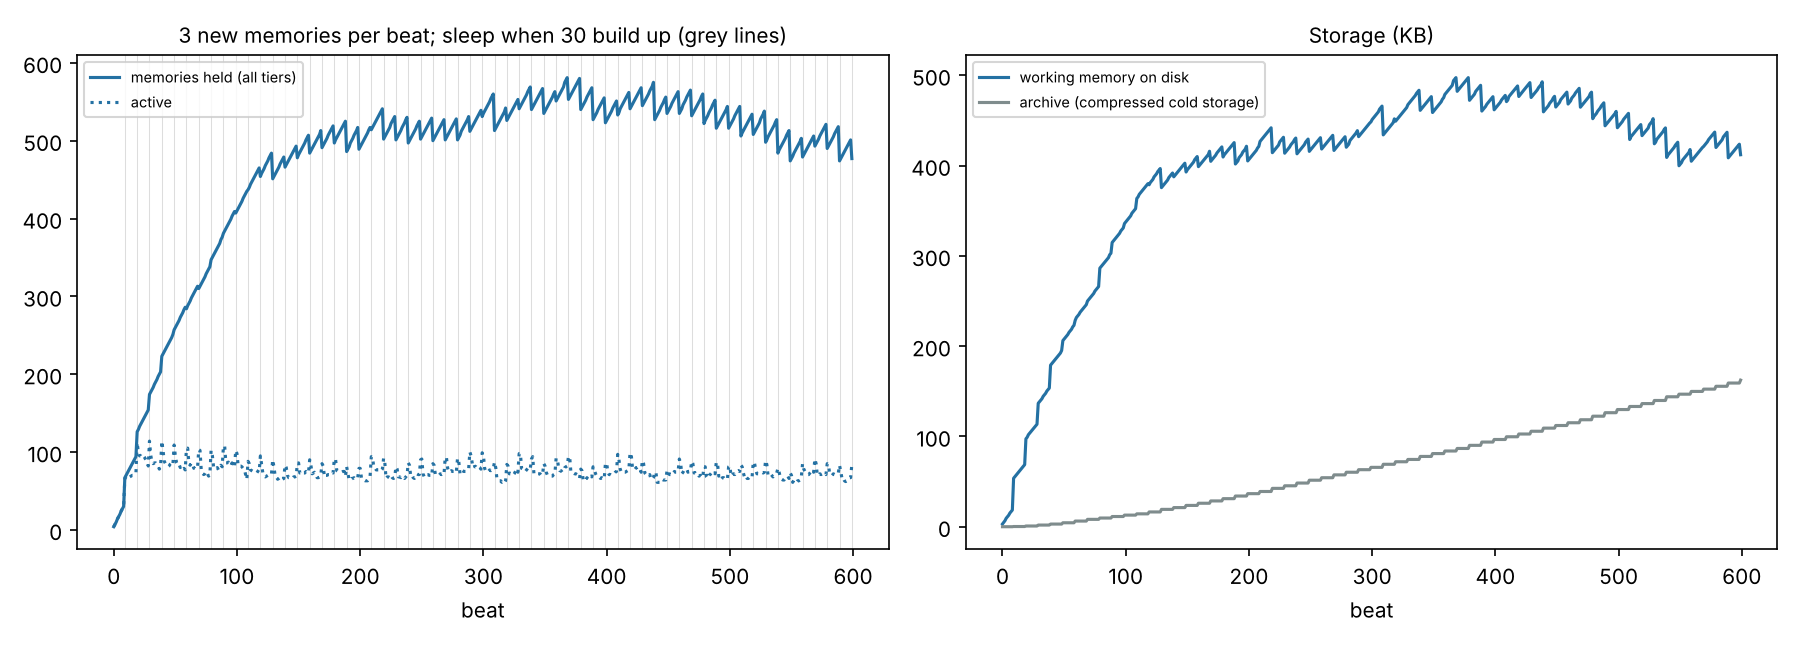 3 new memories per beat; sleep when 30 build up (grey lines)
memories held (all tiers)
active
600
500
400
300
200
100
0
0 100 200 300 400 500 600
beat
Storage (KB)
working memory on disk
archive (compressed cold storage)
500
400
300
200
100
0
0 100 200 300 400 500 600
beat